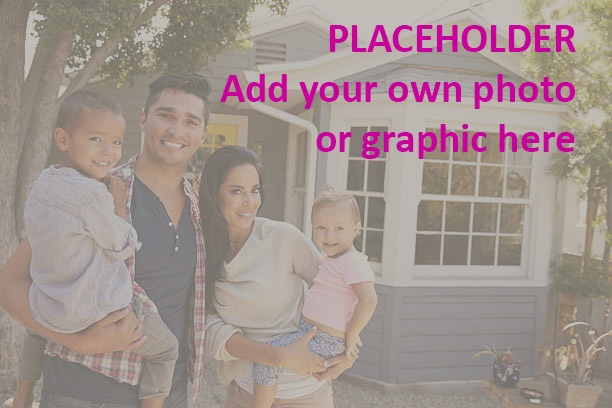 PLACEHOLDER
Add your own photo
or graphic here